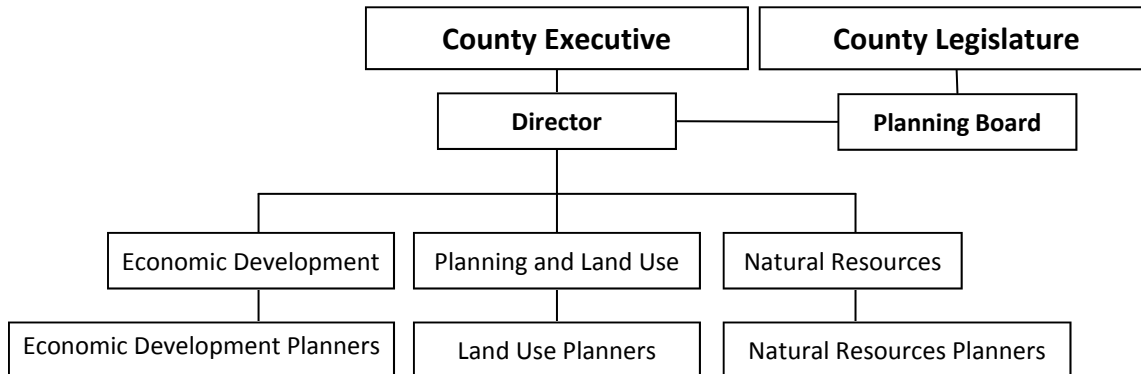 County Executive
County Legislature
Director
Planning Board
Economic Development
Planning and Land Use
Natural Resources
Economic Development Planners
Land Use Planners
Natural Resources Planners